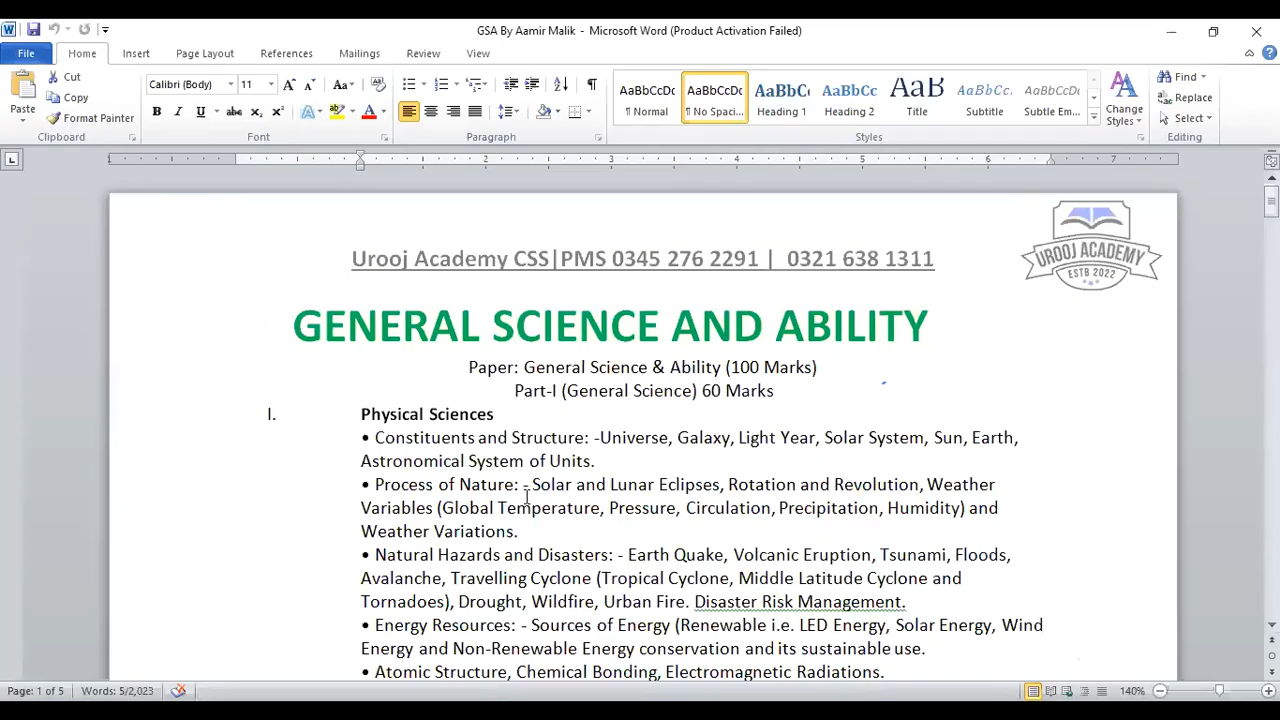 GSA By Aamir Malik - Microsoft Word (Product Activation Failed)
File Home Insert Page Layout References Mailings Review View
Paste
Cut
Copy
Format Painter
Clipboard
Calibri (Body) 11
Font
Paragraph
AaBbCcDc AaBbCcDc AaBbCc AaBbCc AaB AaBbCc. AaBbCcDc
¶ Normal ¶ No Spaci... Heading 1 Heading 2 Title Subtitle Subtle Em...
Styles
Change Styles
Find
Replace
Select
Editing
1 1 2 3 4 5 6 7
UROOJ ACADEMY
ESTB 2022
Urooj Academy CSS|PMS 0345 276 2291 | 0321 638 1311
GENERAL SCIENCE AND ABILITY
Paper: General Science & Ability (100 Marks)
Part-I (General Science) 60 Marks
I. Physical Sciences
• Constituents and Structure: -Universe, Galaxy, Light Year, Solar System, Sun, Earth,
Astronomical System of Units.
• Process of Nature: - Solar and Lunar Eclipses, Rotation and Revolution, Weather
Variables (Global Temperature, Pressure, Circulation, Precipitation, Humidity) and
Weather Variations.
• Natural Hazards and Disasters: - Earth Quake, Volcanic Eruption, Tsunami, Floods,
Avalanche, Travelling Cyclone (Tropical Cyclone, Middle Latitude Cyclone and
Tornadoes), Drought, Wildfire, Urban Fire. Disaster Risk Management.
• Energy Resources: - Sources of Energy (Renewable i.e. LED Energy, Solar Energy, Wind
Energy and Non-Renewable Energy conservation and its sustainable use.
• Atomic Structure, Chemical Bonding, Electromagnetic Radiations.
Page: 1 of 5 Words: 5/2,023 140%